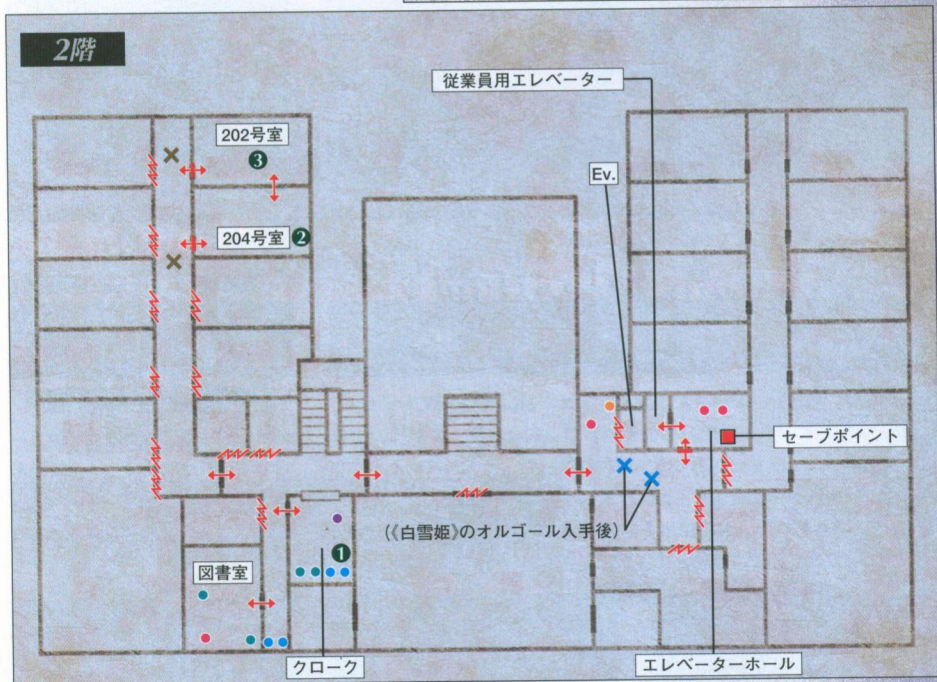 2階
従業員用エレベーター
202号室
❸
Ev.
204号室 ❷
セーブポイント
(《白雪姫》のオルゴール入手後)
❶
図書室
クローク
エレベーターホール